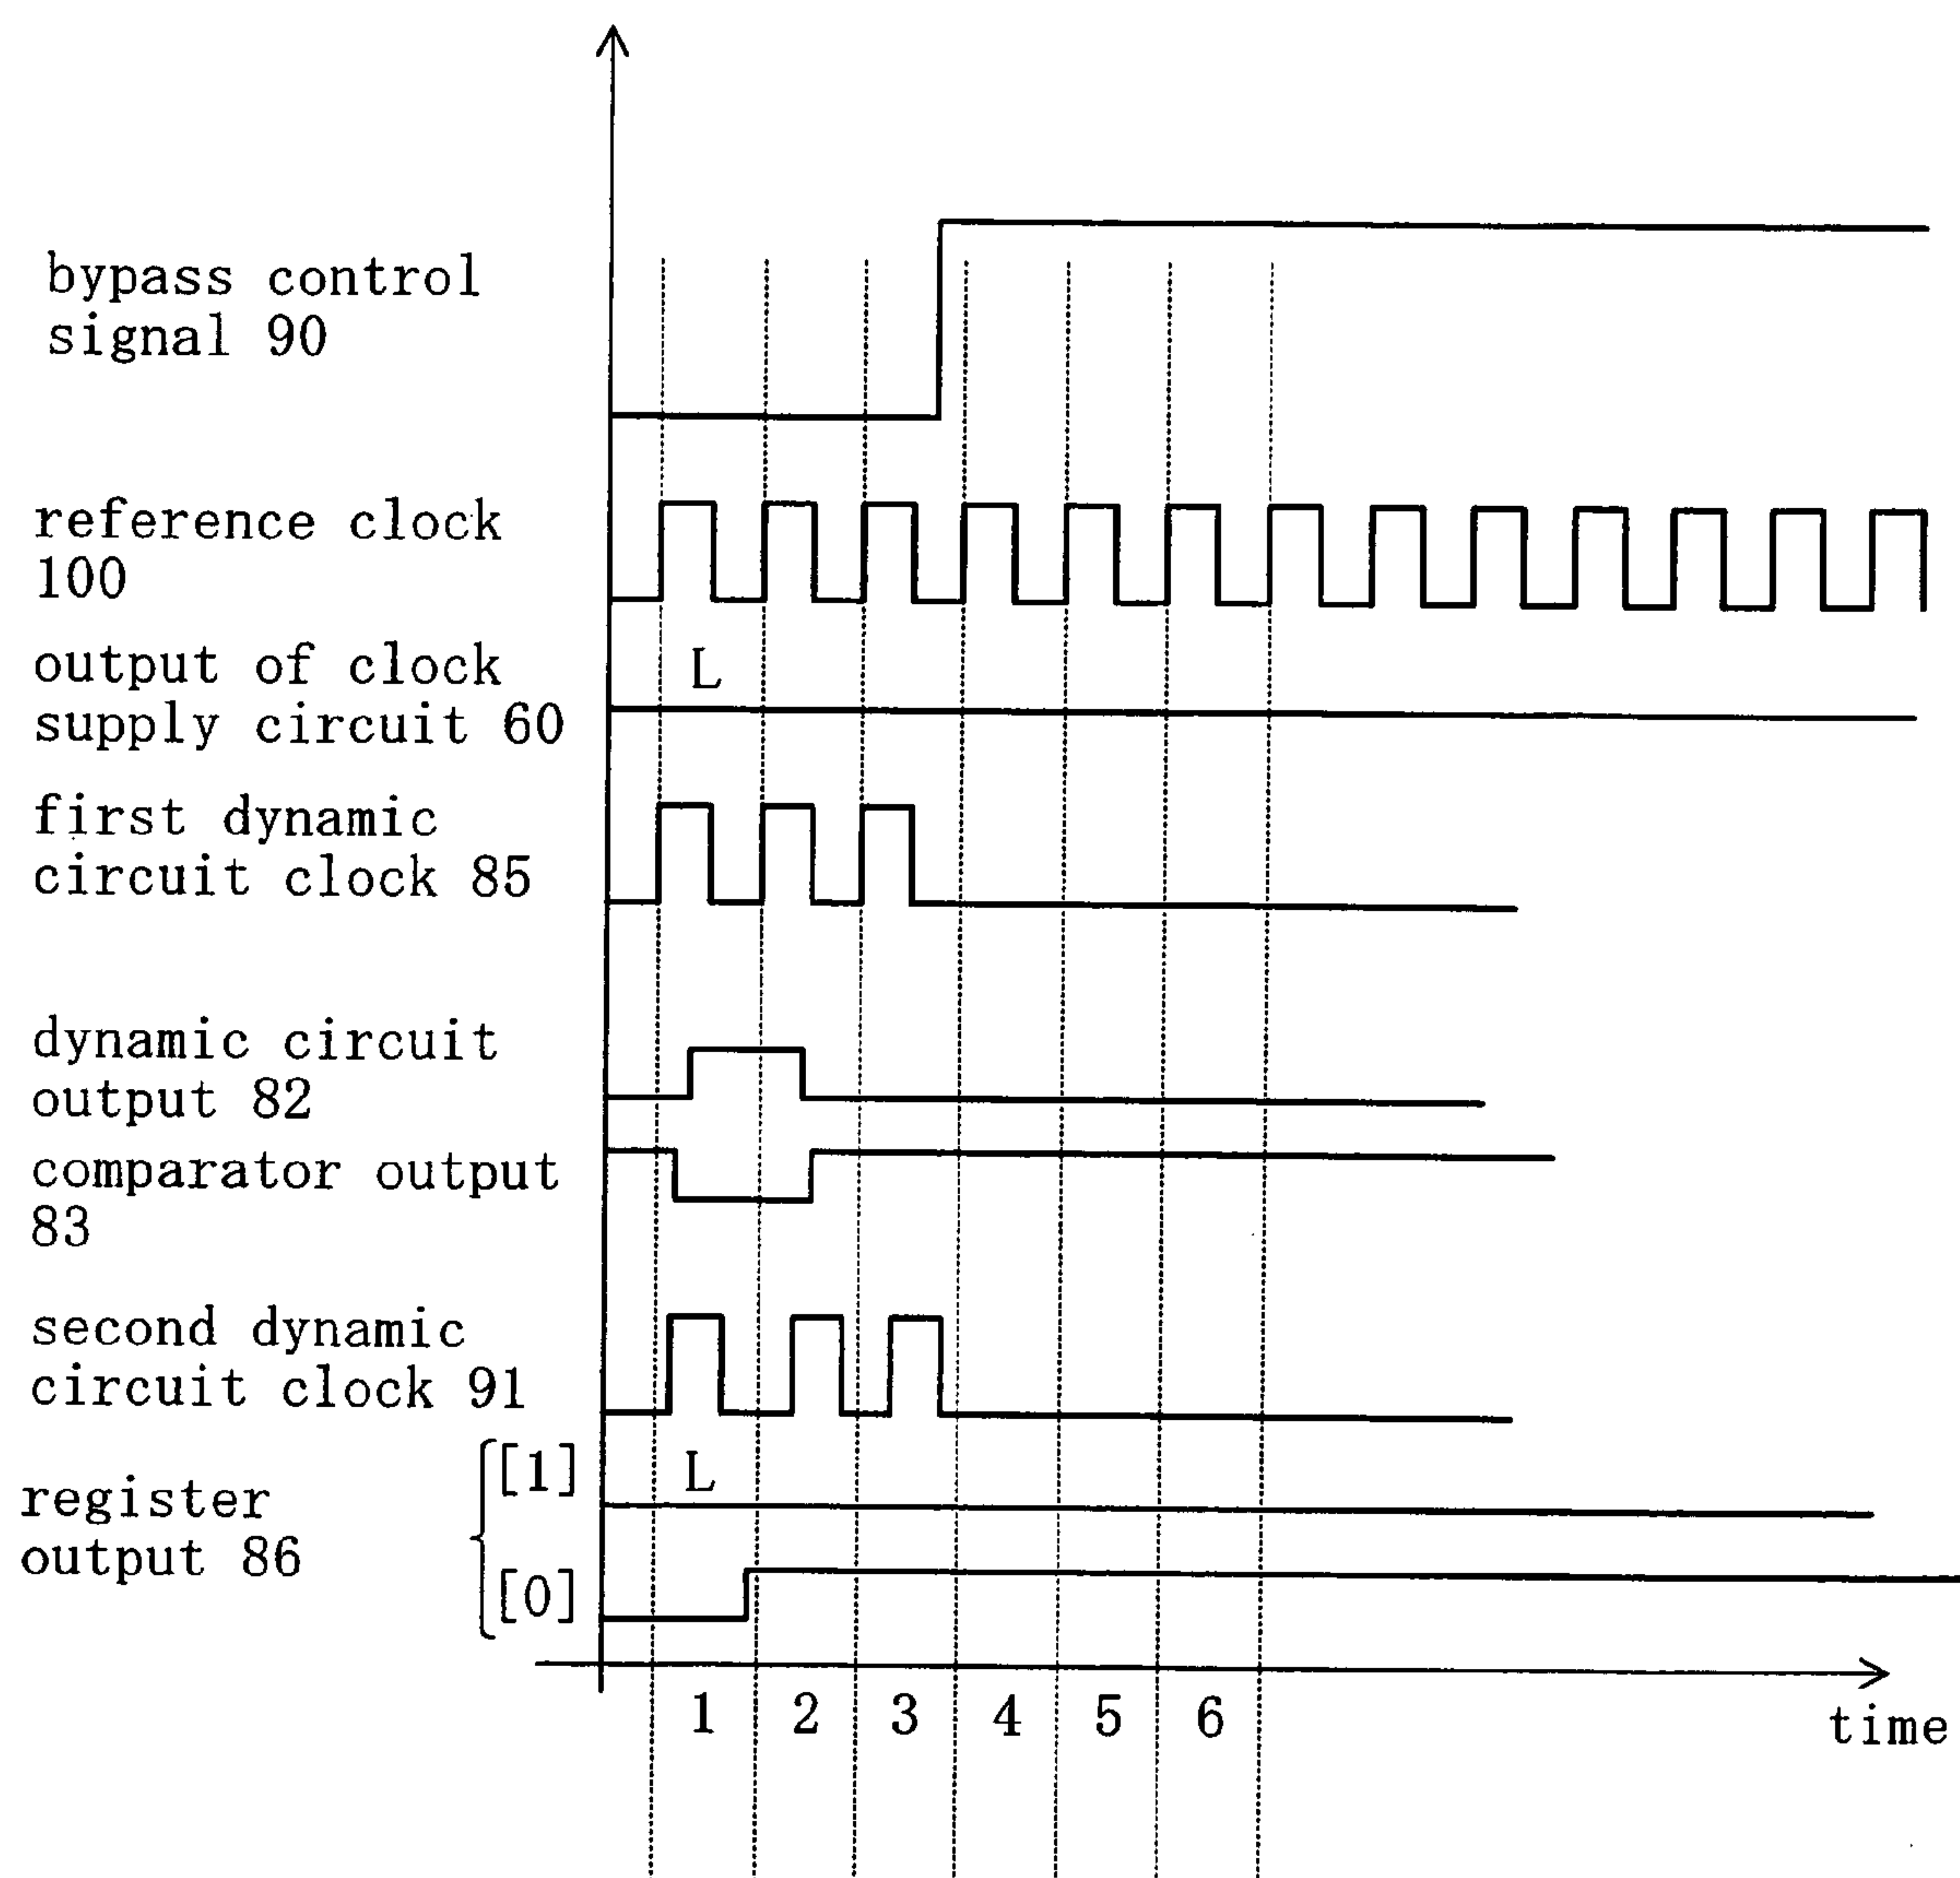 bypass control
signal 90
reference clock
100
output of clock
supply circuit 60
L
first dynamic
circuit clock 85
dynamic circuit
output 82
comparator output
83
second dynamic
circuit clock 91
register
output 86
[1]
L
[0]
1 2 3 4 5 6
time